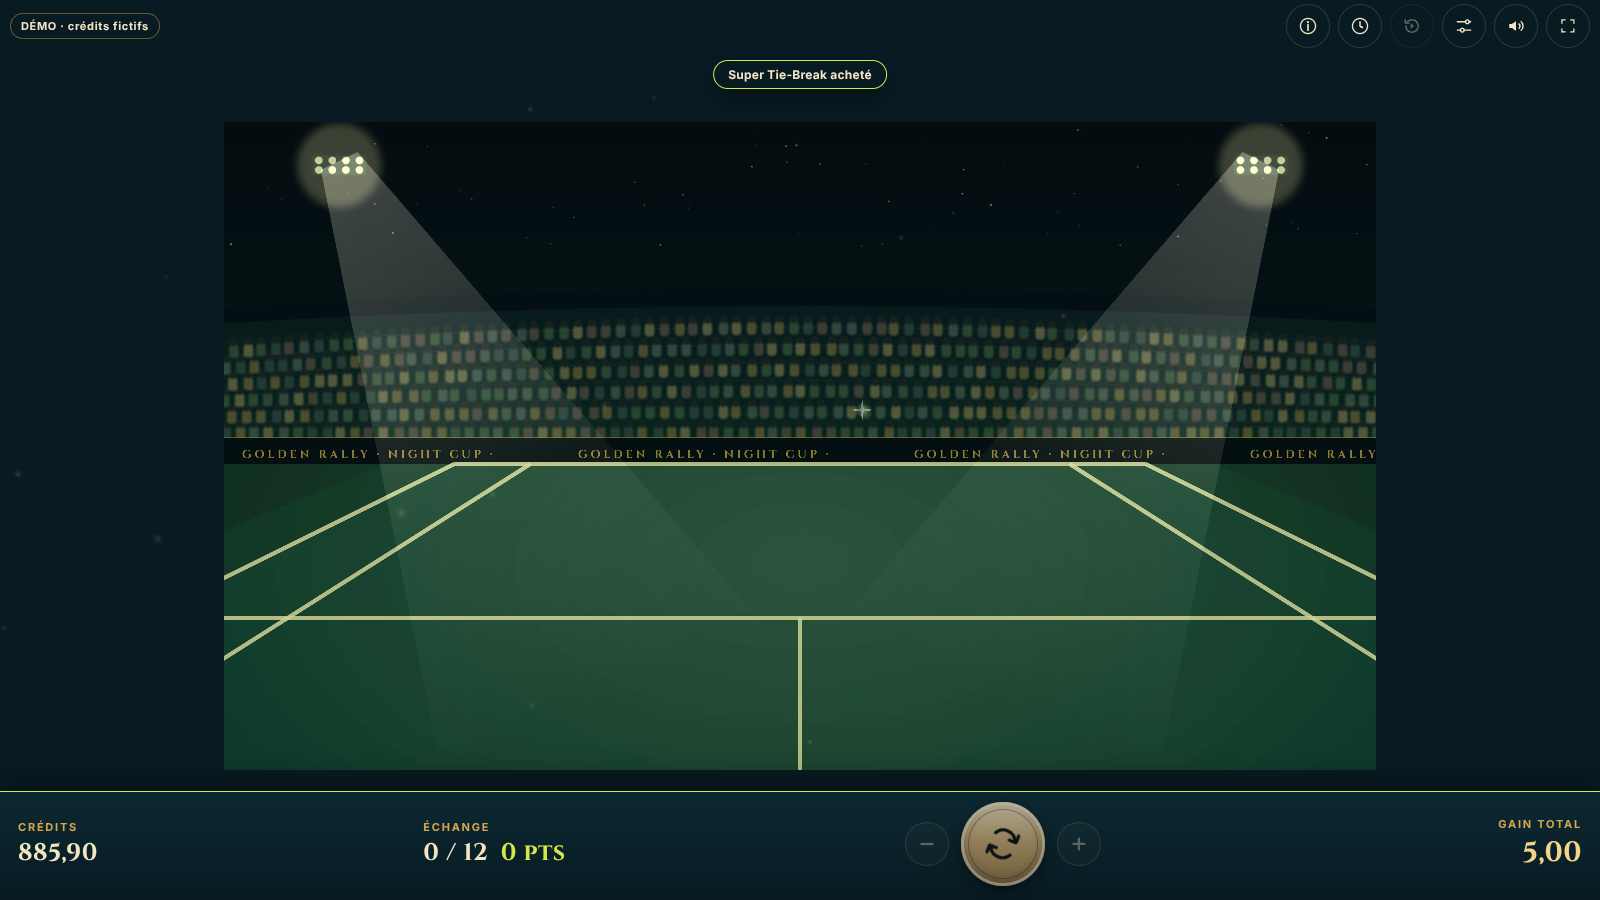 DÉMO · crédits fictifs
Super Tie-Break acheté
GOLDEN RALLY · NIGHT CUP · GOLDEN RALLY · NIGHT CUP · GOLDEN RALLY · NIGHT CUP · GOLDEN RALLY
CRÉDITS
885,90
ÉCHANGE
0 / 12 0 PTS
GAIN TOTAL
5,00